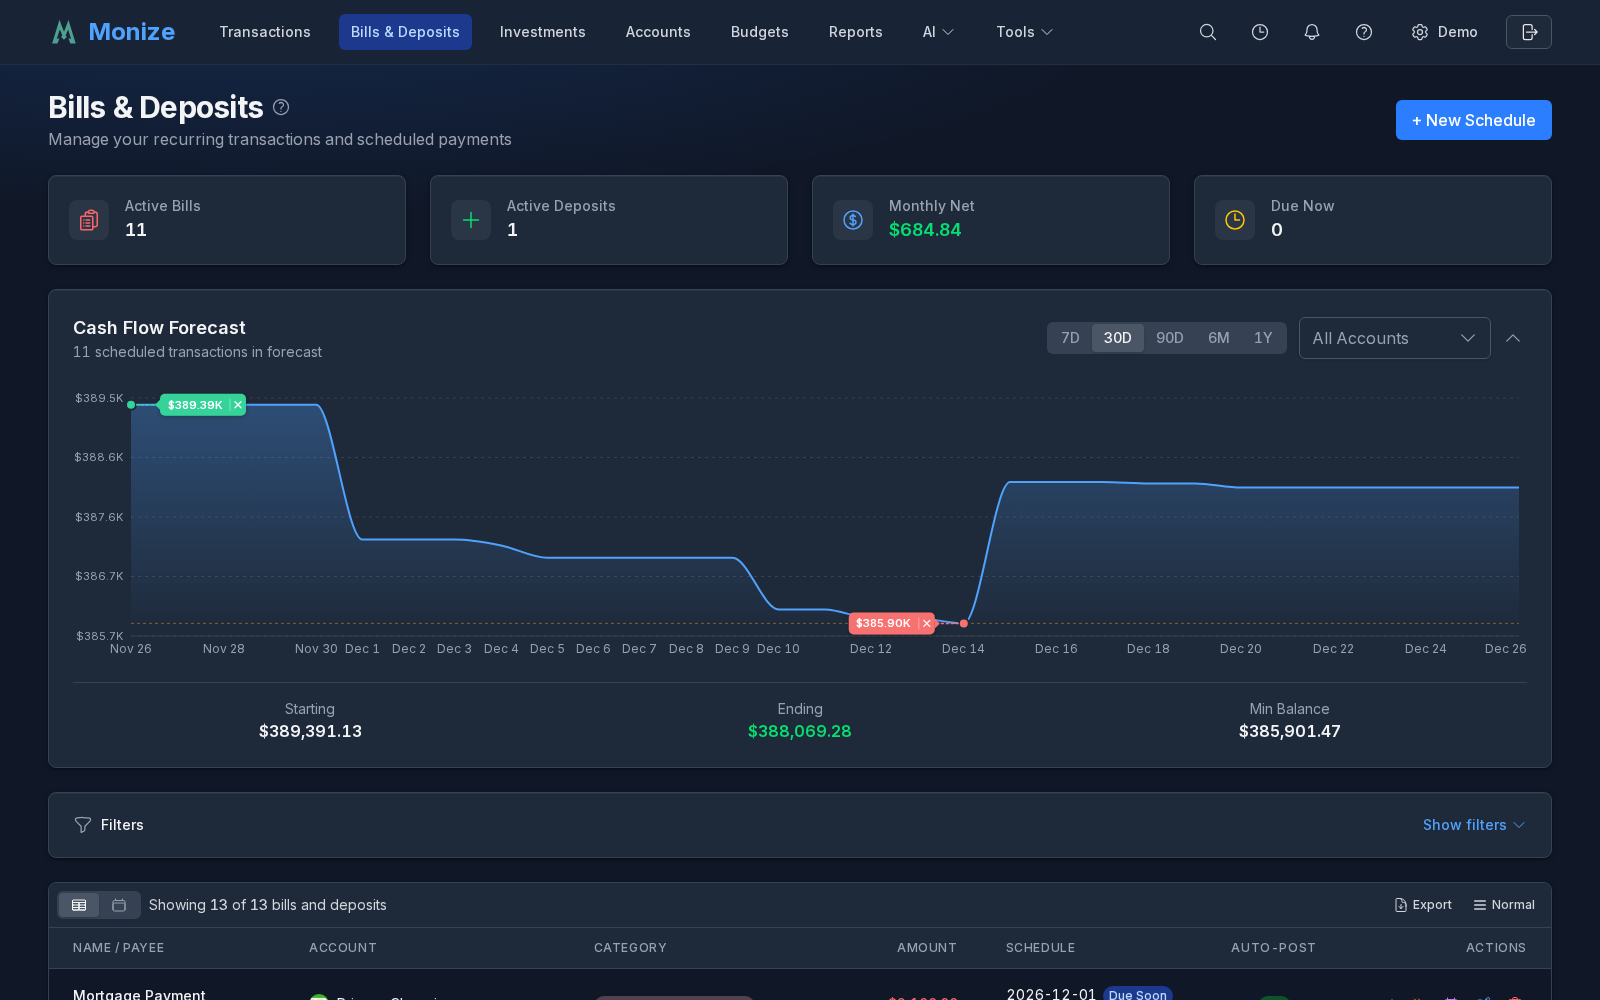 Monize
Transactions
Bills & Deposits
Investments
Accounts
Budgets
Reports
AI
Tools
Demo
Bills & Deposits
Manage your recurring transactions and scheduled payments
+ New Schedule
Active Bills
11
Active Deposits
1
Monthly Net
$684.84
Due Now
0
Cash Flow Forecast
11 scheduled transactions in forecast
7D 30D 90D 6M 1Y
All Accounts
$389.5K
$388.6K
$387.6K
$386.7K
$385.7K
$389.39K
$385.90K
Nov 26 Nov 28 Nov 30 Dec 1 Dec 2 Dec 3 Dec 4 Dec 5 Dec 6 Dec 7 Dec 8 Dec 9 Dec 10 Dec 12 Dec 14 Dec 16 Dec 18 Dec 20 Dec 22 Dec 24 Dec 26
Starting
$389,391.13
Ending
$388,069.28
Min Balance
$385,901.47
Filters
Show filters
Showing 13 of 13 bills and deposits
Export
Normal
NAME / PAYEE ACCOUNT CATEGORY AMOUNT SCHEDULE AUTO-POST ACTIONS
Mortgage Payment
2026-12-01 Due Soon